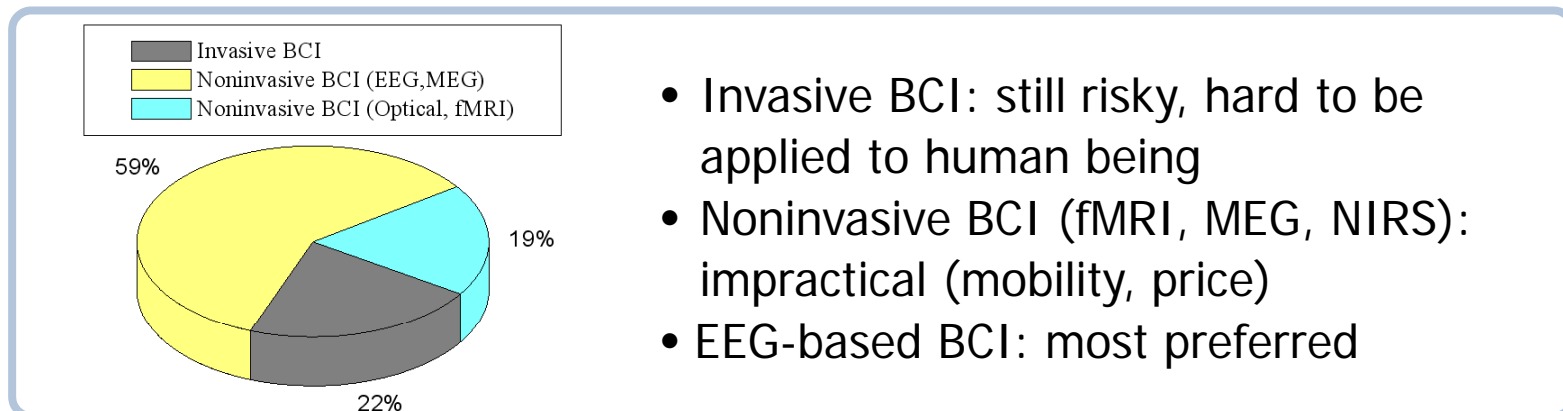 Invasive BCI
Noninvasive BCI (EEG,MEG)
Noninvasive BCI (Optical, fMRI)
59%
19%
22%
• Invasive BCI: still risky, hard to be
applied to human being
• Noninvasive BCI (fMRI, MEG, NIRS):
impractical (mobility, price)
• EEG-based BCI: most preferred